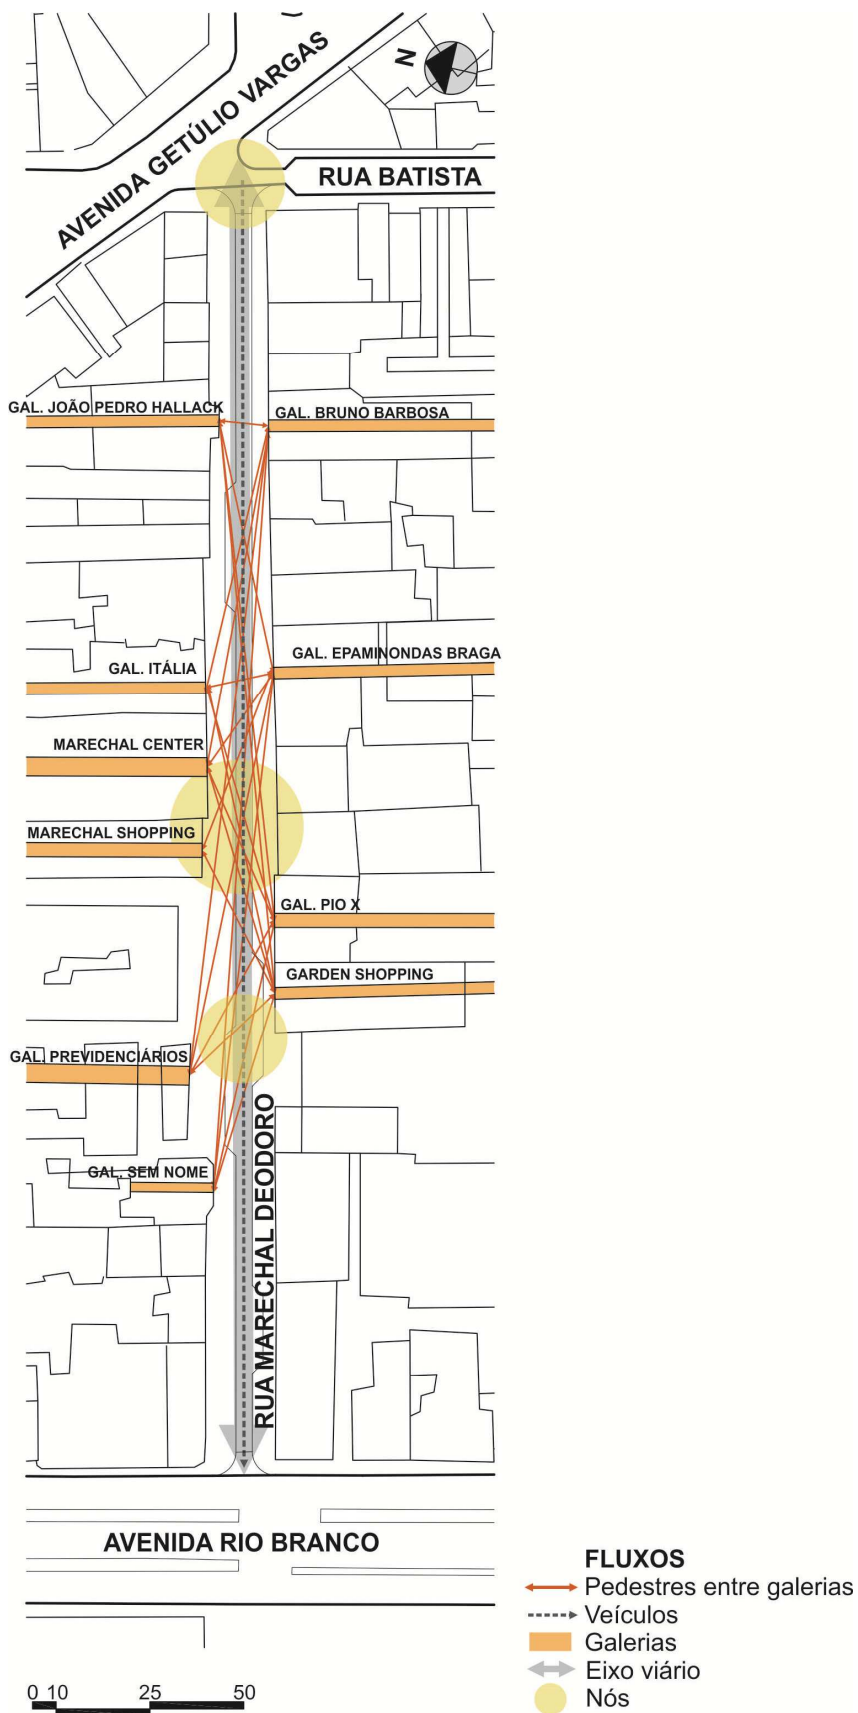 N
AVENIDA GETÚLIO VARGAS
RUA BATISTA
GAL. JOÃO PEDRO HALLACK
GAL. BRUNO BARBOSA
GAL. EPAMINONDAS BRAGA
GAL. ITÁLIA
MARECHAL CENTER
MARECHAL SHOPPING
GAL. PIO X
GARDEN SHOPPING
GAL. PREVIDENCIÁRIOS
GAL. SEM NOME
RUA MARECHAL DEODORO
AVENIDA RIO BRANCO
FLUXOS
Pedestres entre galerias
Veículos
Galerias
Eixo viário
Nós
0 10 25 50